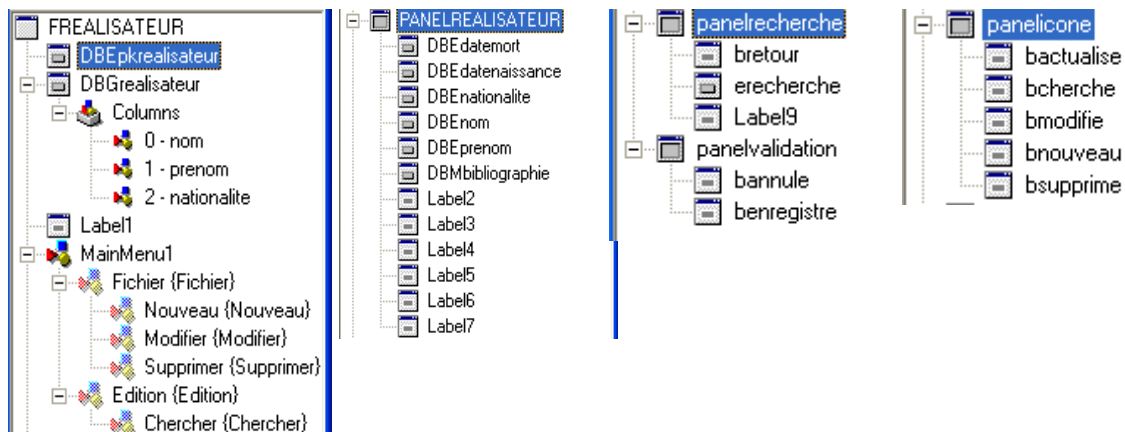 FREALISATEUR
DBEpkrealisateur
DBGrealisateur
Columns
0 - nom
1 - prenom
2 - nationalite
Label1
MainMenu1
Fichier {Fichier}
Nouveau {Nouveau}
Modifier {Modifier}
Supprimer {Supprimer}
Edition {Edition}
Chercher {Chercher}
PANELREALISATEUR
DBEdatemort
DBEdatenaissance
DBEnationalite
DBEnom
DBEprenom
DBMbibliographie
Label2
Label3
Label4
Label5
Label6
Label7
panelrecherche
bretour
erecherche
Label9
panelvalidation
bannule
benregistre
panelicone
bactualise
bcherche
bmodifie
bnouveau
bsupprime